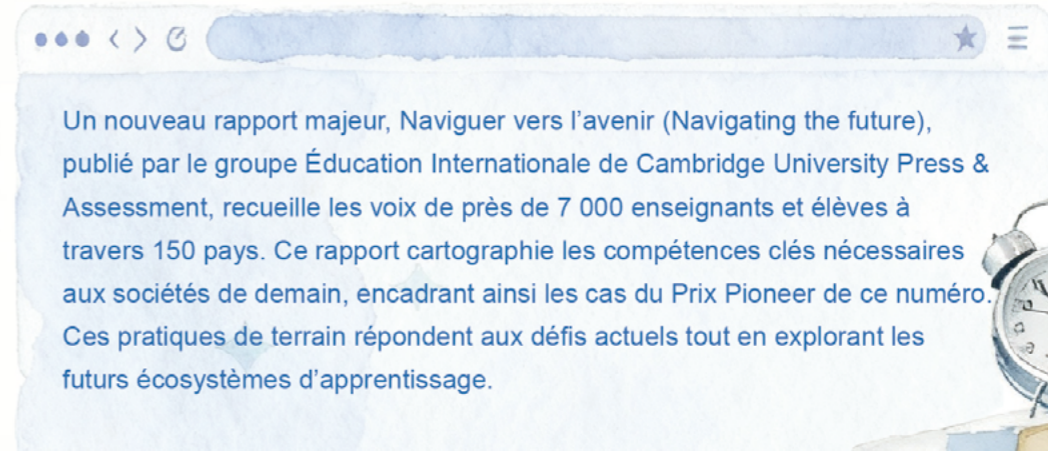 Un nouveau rapport majeur, Naviguer vers l’avenir (Navigating the future),
publié par le groupe Éducation Internationale de Cambridge University Press &
Assessment, recueille les voix de près de 7 000 enseignants et élèves à
travers 150 pays. Ce rapport cartographie les compétences clés nécessaires
aux sociétés de demain, encadrant ainsi les cas du Prix Pioneer de ce numéro.
Ces pratiques de terrain répondent aux défis actuels tout en explorant les
futurs écosystèmes d’apprentissage.